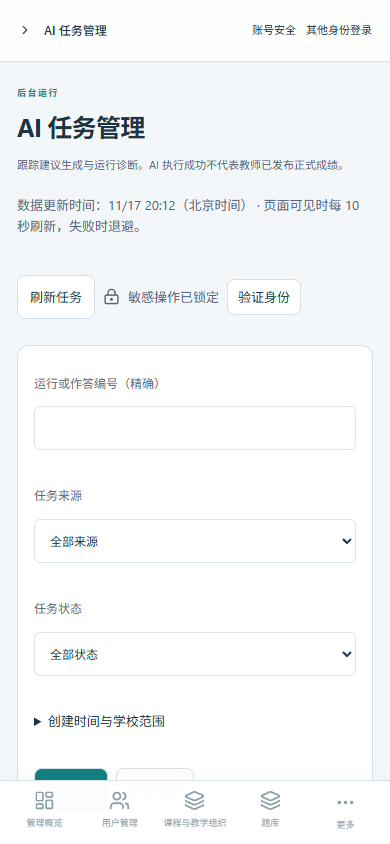 AI 任务管理
账号安全 其他身份登录
后台运行
AI 任务管理
跟踪建议生成与运行诊断。AI 执行成功不代表教师已发布正式成绩。
数据更新时间：11/17 20:12（北京时间） · 页面可见时每 10
秒刷新，失败时退避。
刷新任务 敏感操作已锁定 验证身份
运行或作答编号（精确）
任务来源
全部来源
任务状态
全部状态
创建时间与学校范围
管理概览 用户管理 课程与教学组织 题库 更多